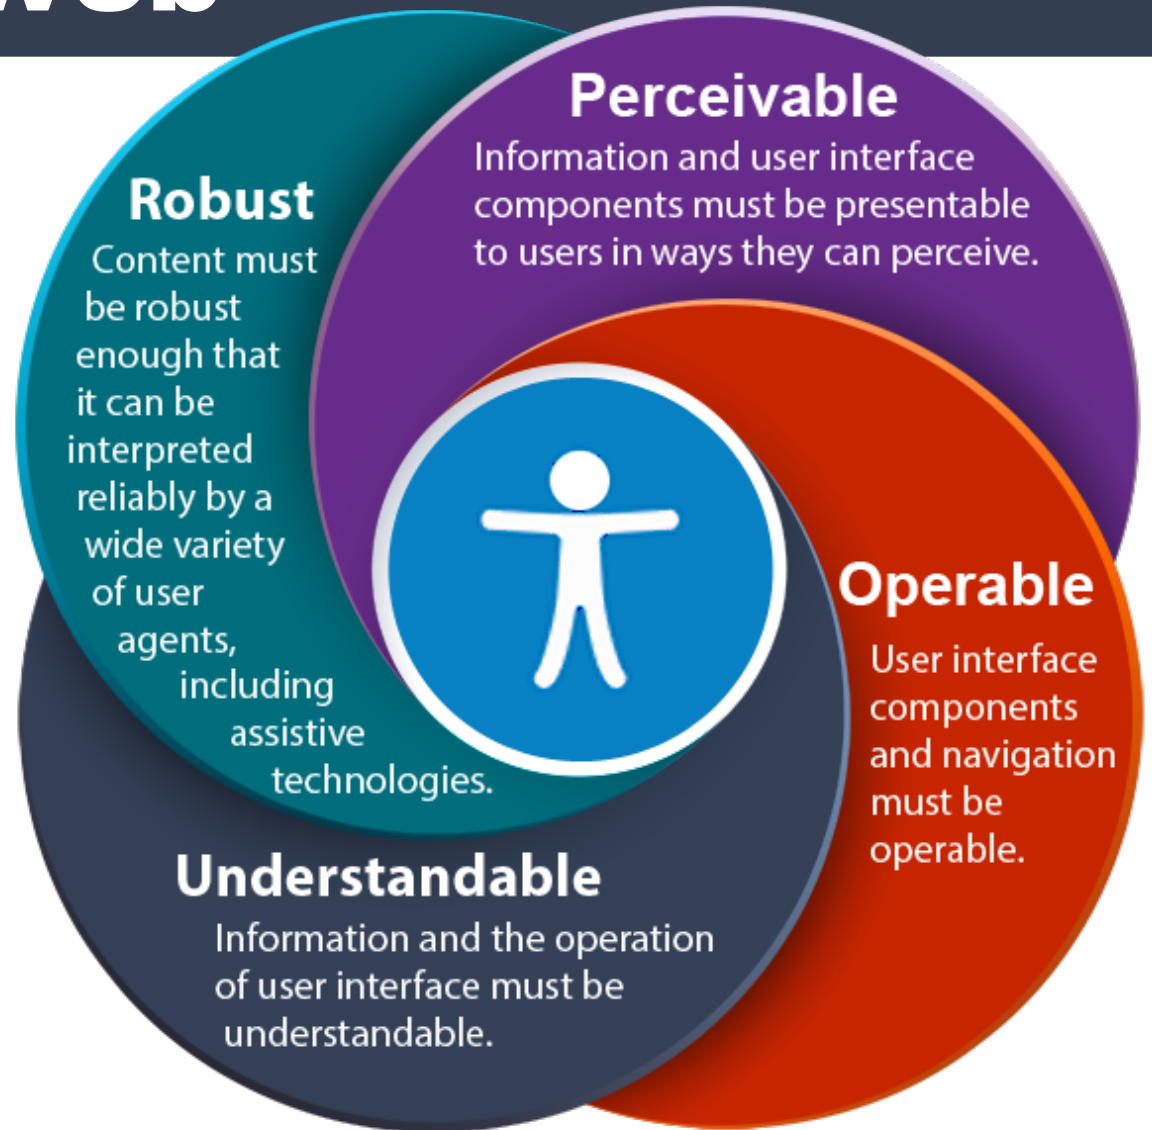 Perceivable
Information and user interface
components must be presentable
to users in ways they can perceive.
Operable
User interface
components
and navigation
must be
operable.
Understandable
Information and the operation
of user interface must be
understandable.
Robust
Content must
be robust
enough that
it can be
interpreted
reliably by a
wide variety
of user
agents,
including
assistive
technologies.